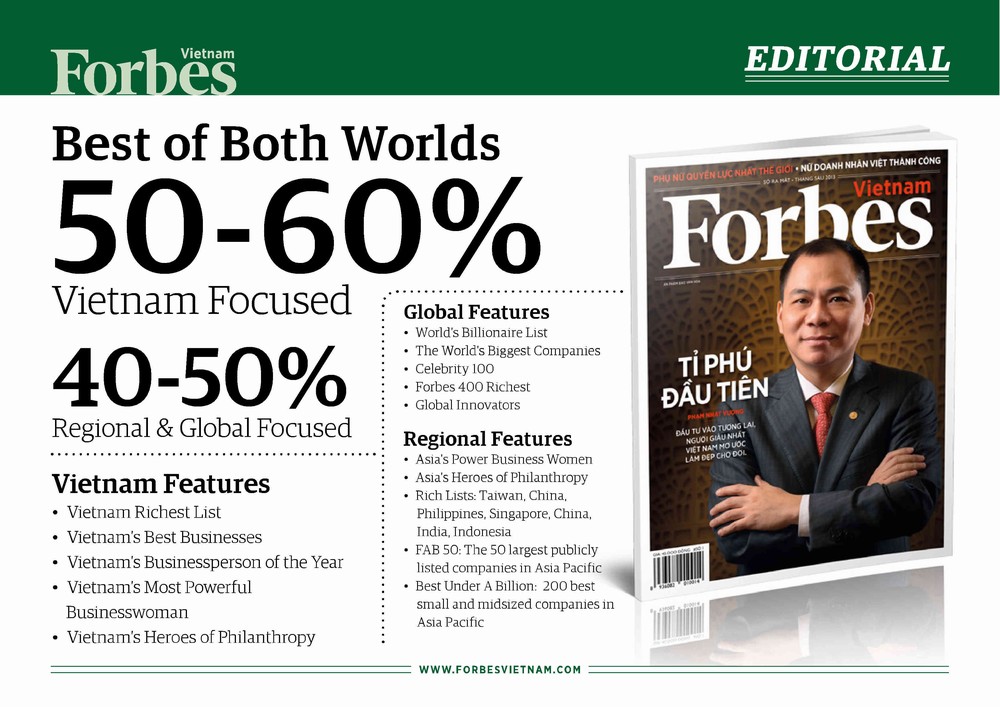 Forbes
Vietnam
EDITORIAL
Best of Both Worlds
50-60%
Vietnam Focused
40-50%
Regional & Global Focused
Vietnam Features
• Vietnam Richest List
• Vietnam's Best Businesses
• Vietnam's Businessperson of the Year
• Vietnam's Most Powerful
Businesswoman
• Vietnam's Heroes of Philanthropy
Global Features
• World's Billionaire List
• The World's Biggest Companies
• Celebrity 100
• Forbes 400 Richest
• Global Innovators
Regional Features
• Asia's Power Business Women
• Asia's Heroes of Philanthropy
• Rich Lists: Taiwan, China,
Philippines, Singapore, China,
India, Indonesia
• FAB 50: The 50 largest publicly
listed companies in Asia Pacific
• Best Under A Billion: 200 best
small and midsized companies in
Asia Pacific
PHỤ NỮ QUYỀN LỰC NHẤT THẾ GIỚI • NỮ DOANH NHÂN VIỆT THÀNH CÔNG
SỐ RA MẮT - THÁNG SÁU 2013
Forbes
Vietnam
TỈ PHÚ
ĐẦU TIÊN
PHẠM NHẬT VƯỢNG
ĐẦU TƯ VÀO TƯƠNG LAI,
NGƯỜI GIÀU NHẤT
VIỆT NAM MƠ ƯỚC
LÀM ĐẸP CHO ĐỜI.
WWW.FORBESVIETNAM.COM